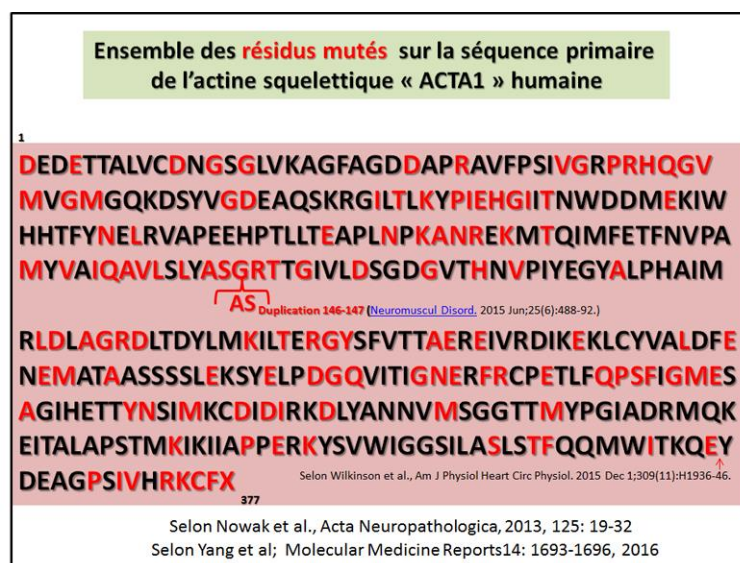 Ensemble des résidus mutés sur la séquence primaire
de l'actine squelettique « ACTA1 » humaine
1
DEDETTALVCDNGSGLVKAGFAGDDAPRAVFPSIVGRPRHQGV
MVGMGQKDSYVGDEAQSKRGILTLKYPIEHGIITNWDDMEKIW
HHTFYNELRVAPEEHPTLLTEAPLNPKANREKMTQIMFETFNVPA
MYVAIQAVLSLYASGRTTGIVLDSGDGVTHNVPIYEGYALPHAIM
AS Duplication 146-147 (Neuromuscul Disord. 2015 Jun;25(6):488-92.)
RLDLAGRDLTDYLMKILTERGYSFVTTAEREIVRDIKEKLCYVALDFE
NEMATAASSSSLEKSYELPDGQVITIGNERFRCPETLFQPSFIGMES
AGIHETTYNSIMKCDIDIRKDLYANNVMSGGTTMYPGIADRMQK
EITALAPSTMKIKIIAPPERKYSVWIGGSILASLSTFQQMWITKQEY
DEAGPSIVHRKCFX
Selon Wilkinson et al., Am J Physiol Heart Circ Physiol. 2015 Dec 1;309(11):H1936-46.
377
Selon Nowak et al., Acta Neuropathologica, 2013, 125: 19-32
Selon Yang et al; Molecular Medicine Reports14: 1693-1696, 2016